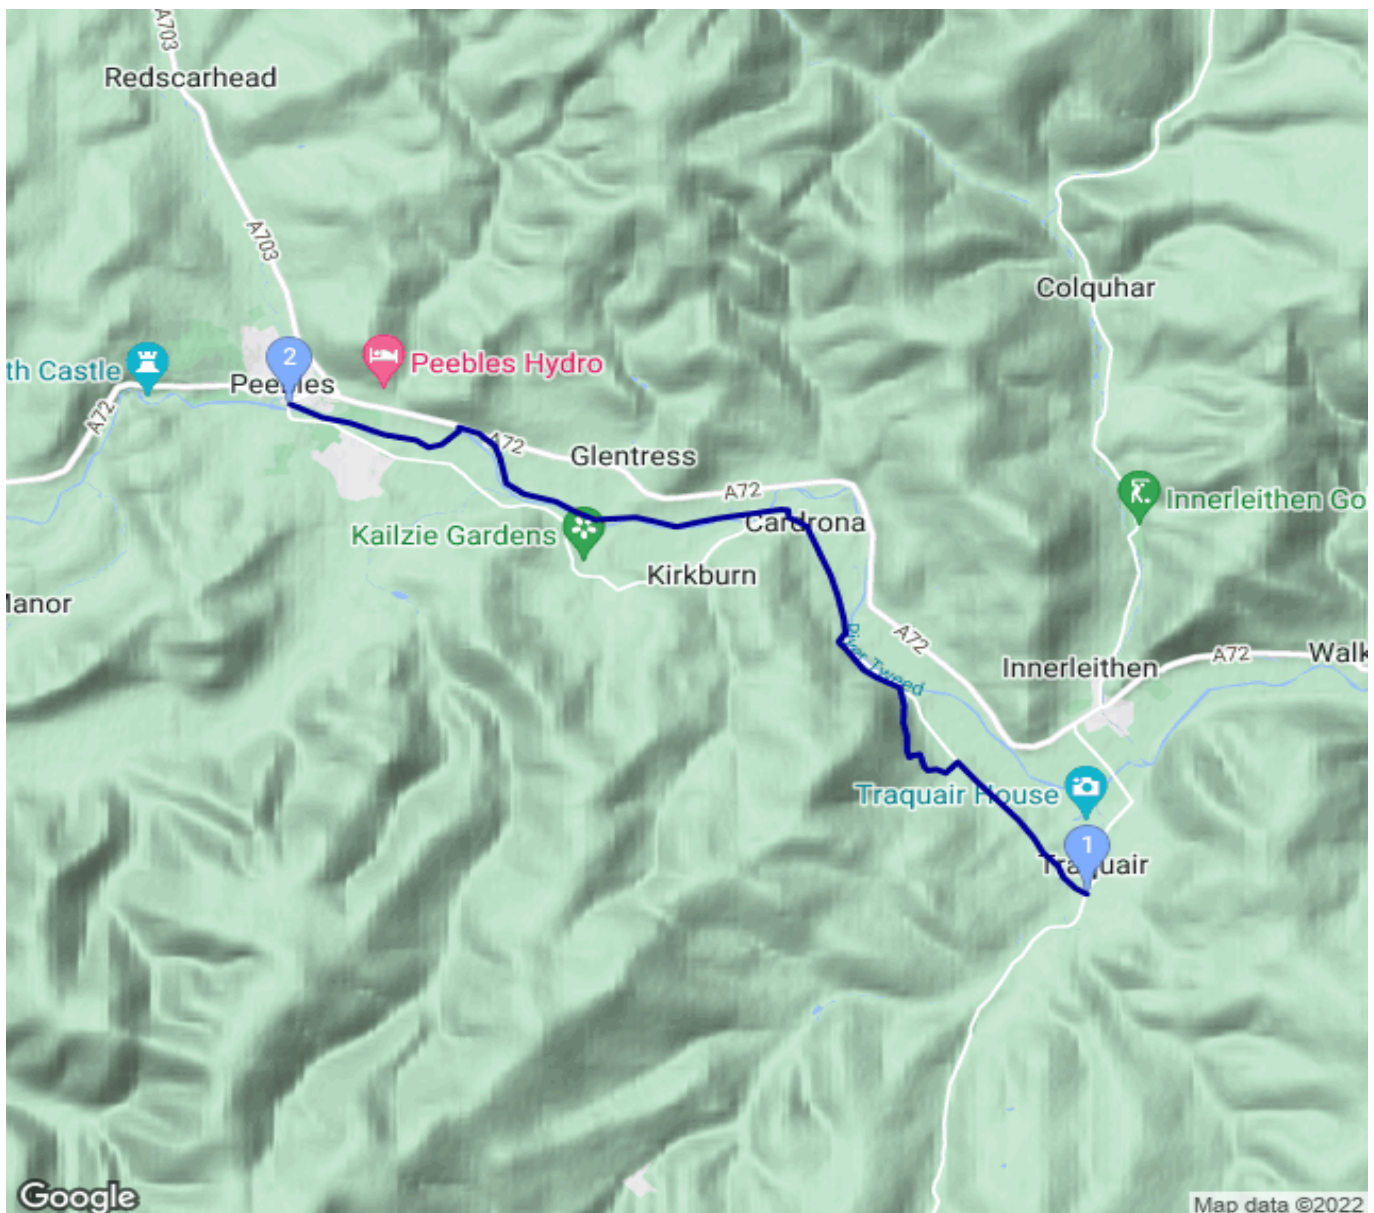 A703
Redscarhead
A703
Colquhar
2
th Castle
Peebles Hydro
Peebles
A72
A72
Glentress
A72
Innerleithen Go
Cardrona
Kailzie Gardens
Kirkburn
Manor
River Tweed
A72
Innerleithen
A72
Walk
Traquair House
1
Traquair
Google
Map data ©2022